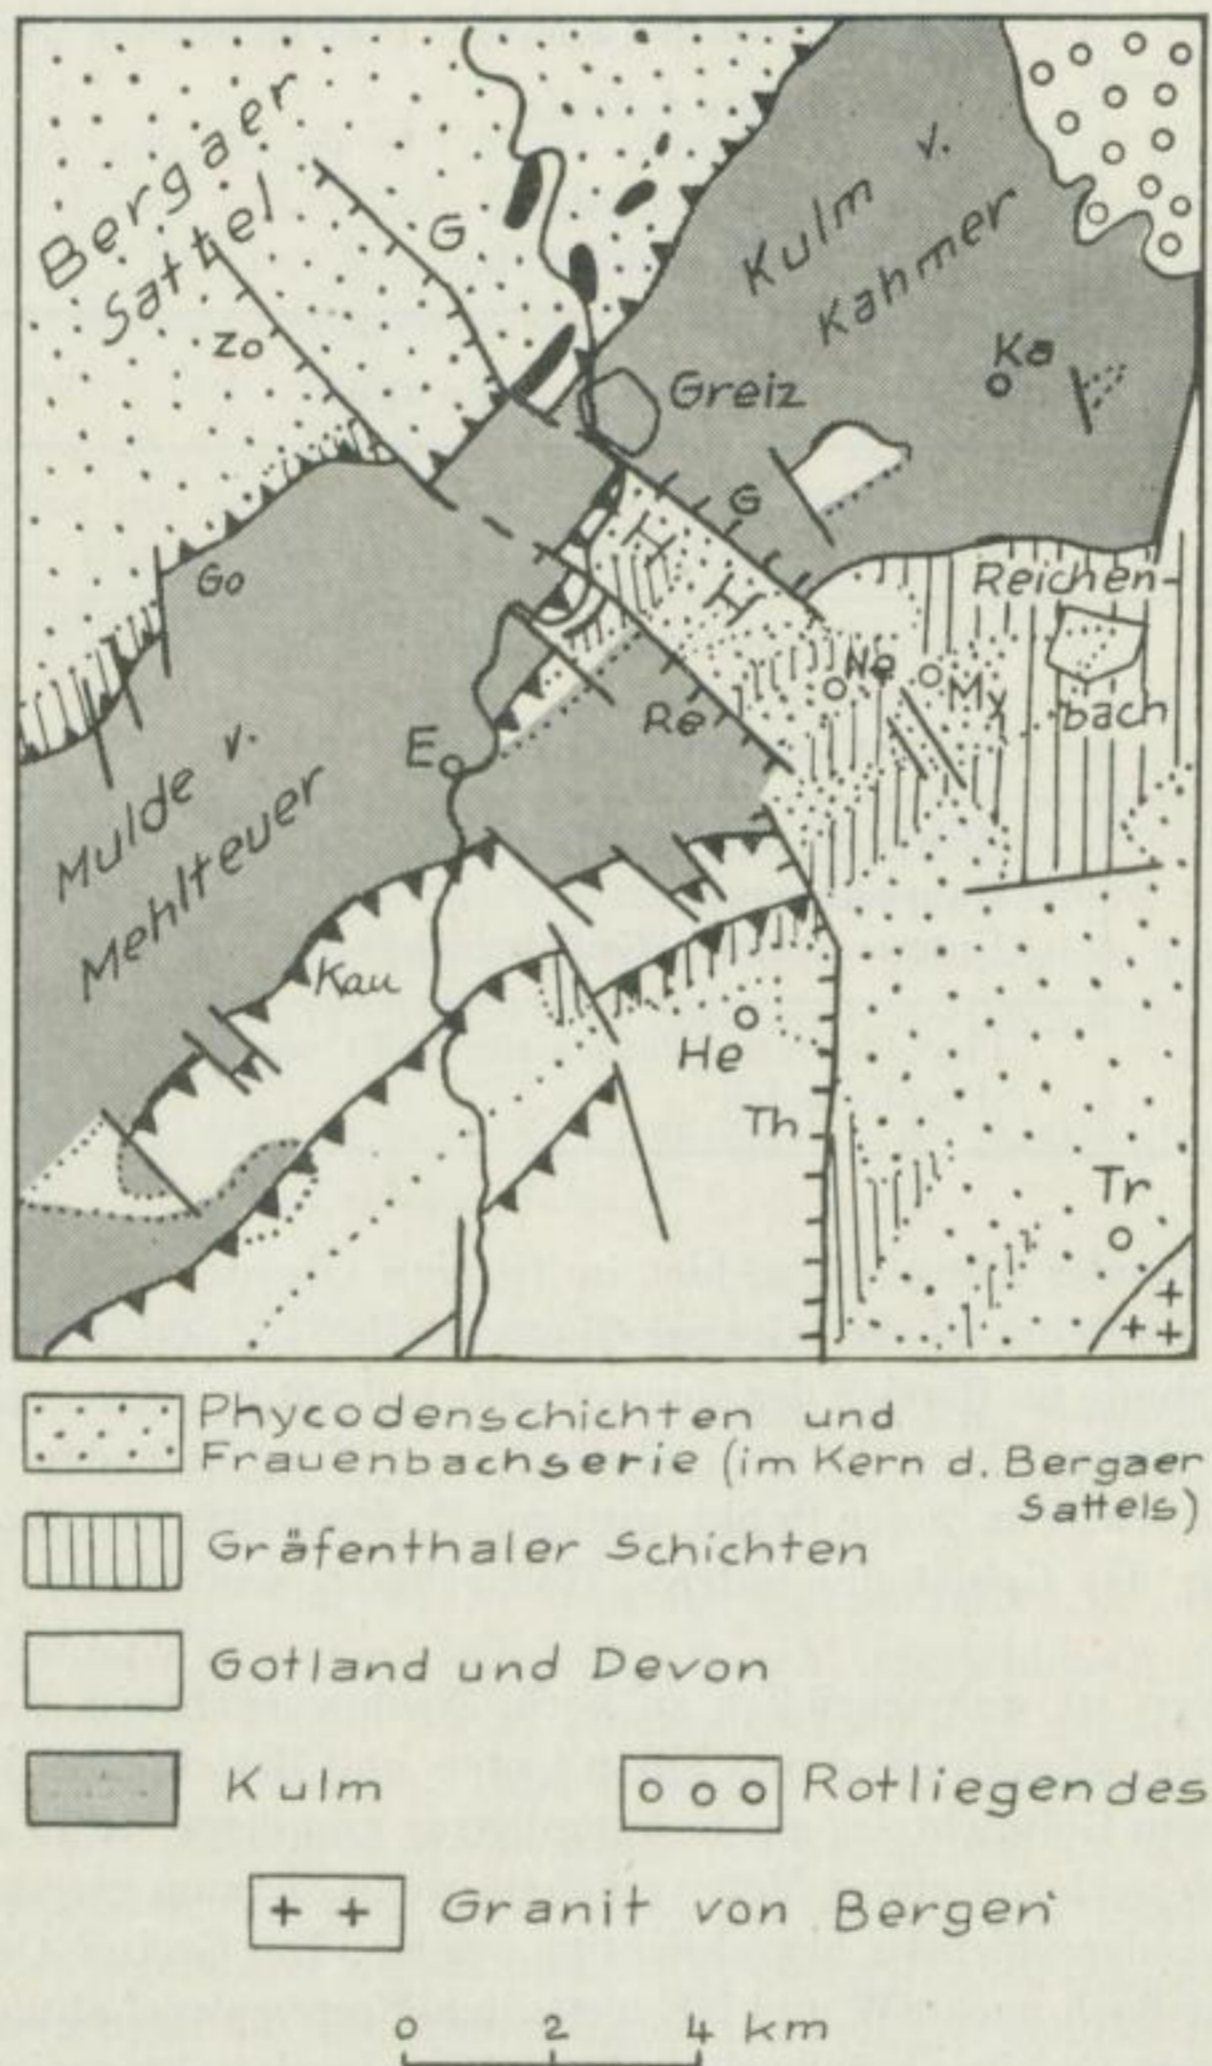 Bergaer
Sattel
G
Zo
Kulm v.
Kahmer
Ka
Greiz
G
H
H
Go
Reichen-
bach
Ne
My
Re
E
Mulde v.
Mehlteuer
Kau
He
Th
Tr
Phycodenschichten und
Frauenbachserie (im Kern d. Bergaer
Sattels)
Gräfenthaler Schichten
Gotland und Devon
Kulm
Rotliegendes
Granit von Bergen
0 2 4 km